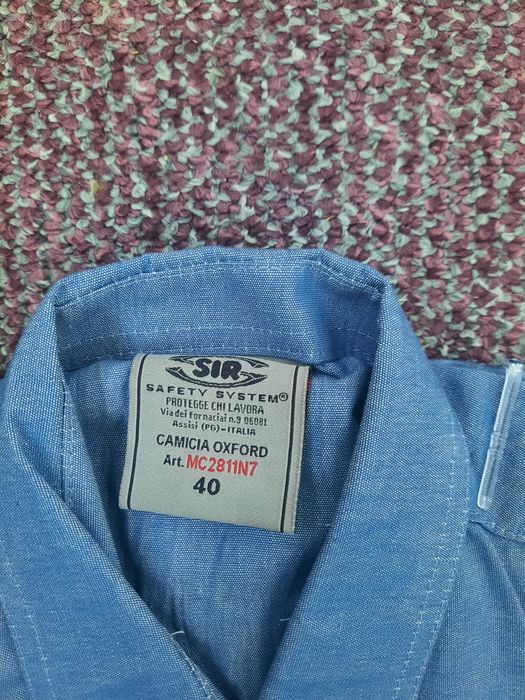 SIR
SAFETY SYSTEM®
PROTEGGE CHI LAVORA
Via dei Fornaciai n.9 06081
Assisi (PG)-ITALIA
CAMICIA OXFORD
Art. MC2811N7
40